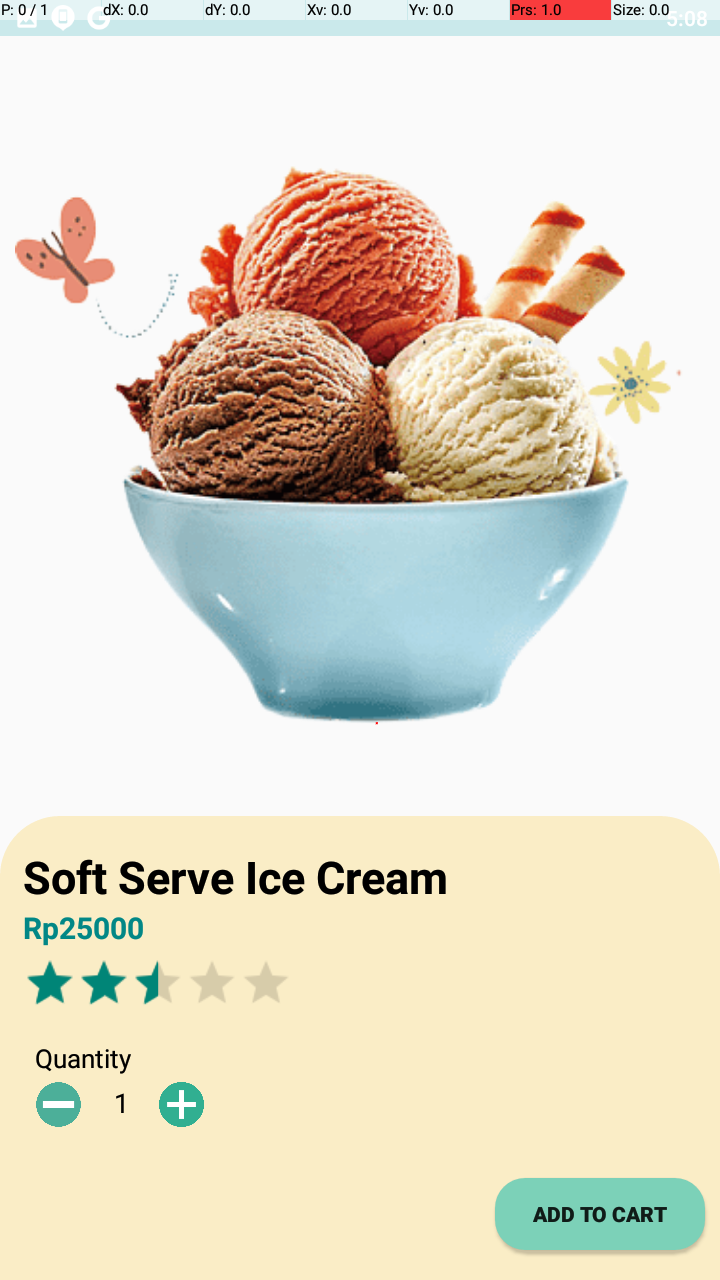 P: 0 / 1 dX: 0.0 dY: 0.0 Xv: 0.0 Yv: 0.0 Prs: 1.0 Size: 0.0
5:08
Soft Serve Ice Cream
Rp25000
Quantity
1
ADD TO CART